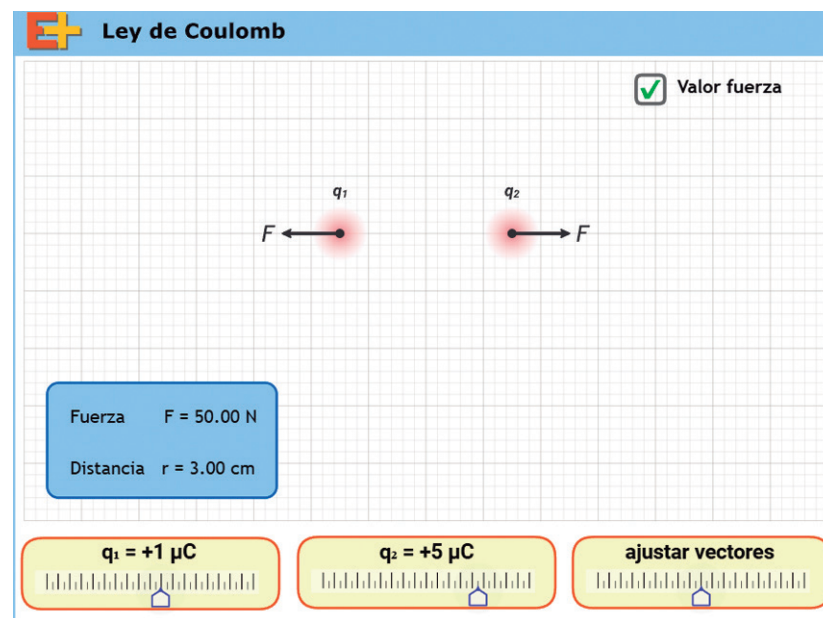 E+ Ley de Coulomb
Valor fuerza
q₁ q₂
F F
Fuerza F = 50.00 N
Distancia r = 3.00 cm
q₁ = +1 μC q₂ = +5 μC ajustar vectores